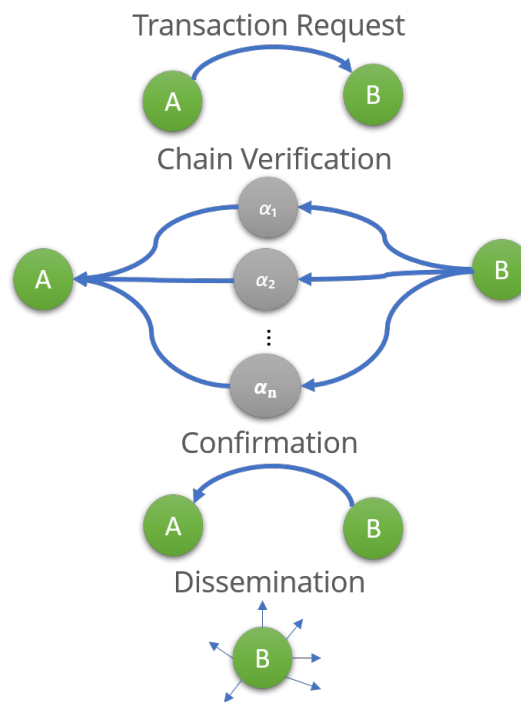 Transaction Request
A
B
Chain Verification
α₁
A
α₂
B
⋮
αₙ
Confirmation
A
B
Dissemination
B